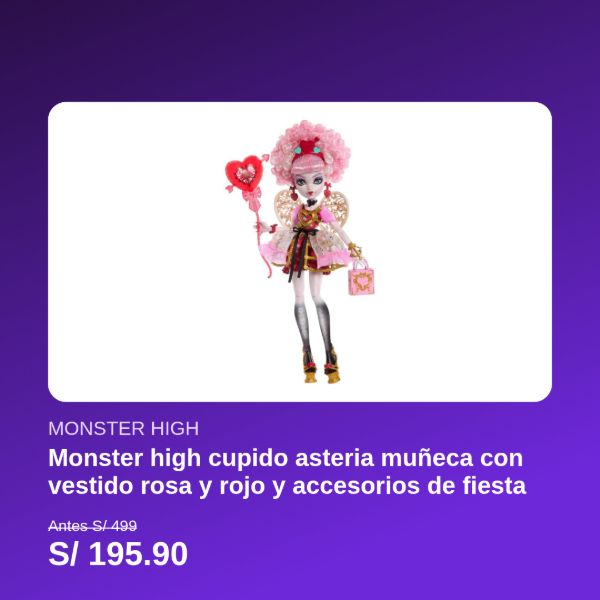 MONSTER HIGH
Monster high cupido asteria muñeca con
vestido rosa y rojo y accesorios de fiesta
Antes S/ 499
S/ 195.90